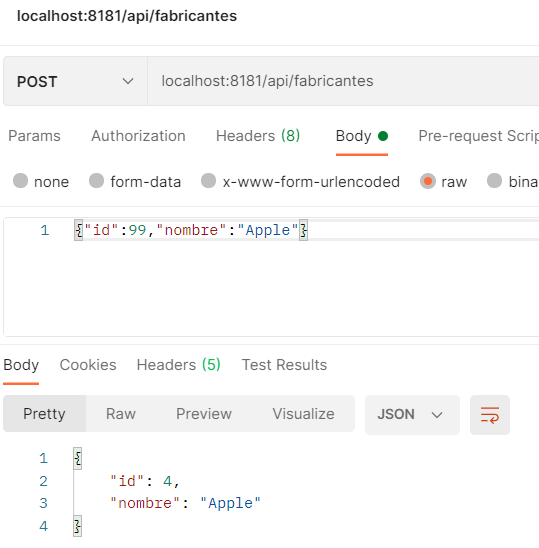 localhost:8181/api/fabricantes
POST localhost:8181/api/fabricantes
Params Authorization Headers (8) Body Pre-request Scrip
none form-data x-www-form-urlencoded raw bina
1 {"id":99,"nombre":"Apple"}
Body Cookies Headers (5) Test Results
Pretty Raw Preview Visualize JSON
1 {
2 "id": 4,
3 "nombre": "Apple"
4 }